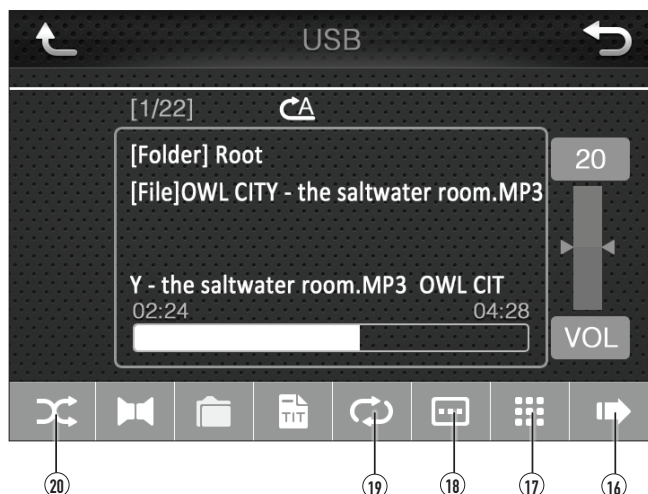 USB
[1/22] A
[Folder] Root
20
[File]OWL CITY - the saltwater room.MP3
Y - the saltwater room.MP3 OWL CIT
02:24 04:28
VOL
TIT
20 19 18 17 16